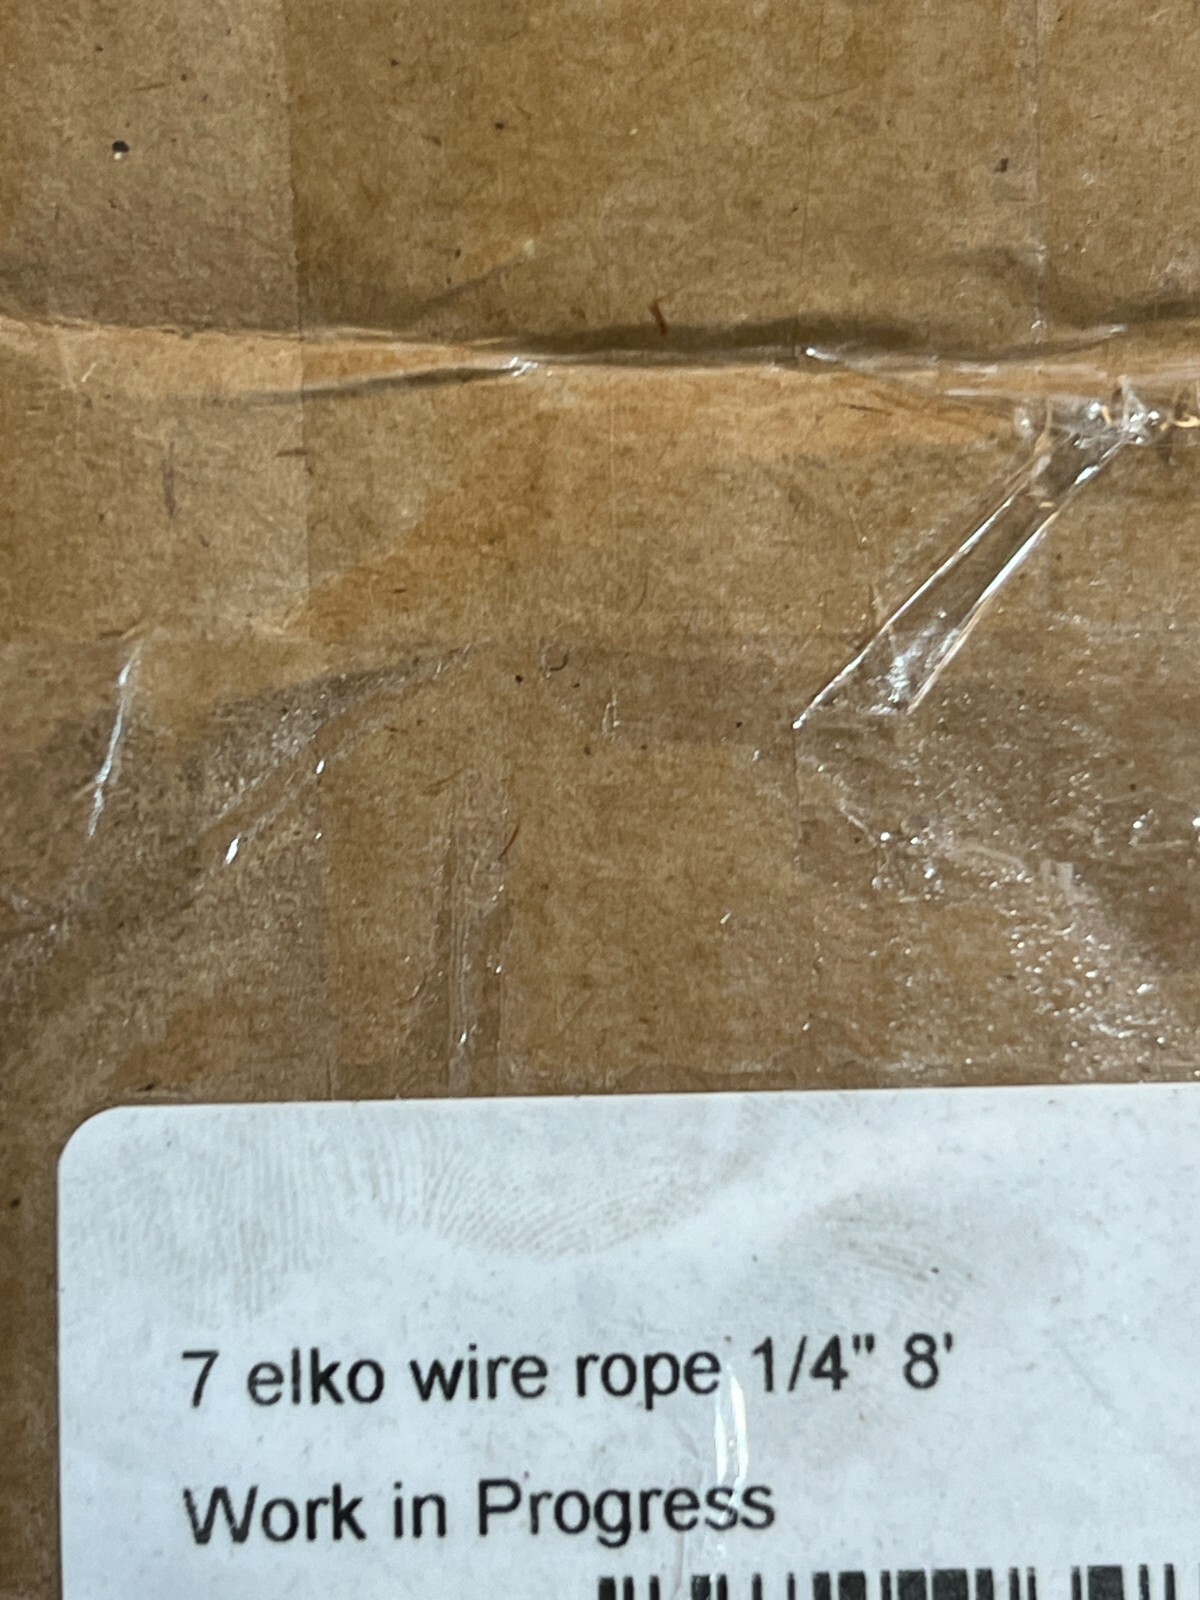 7 elko wire rope 1/4" 8'
Work in Progress